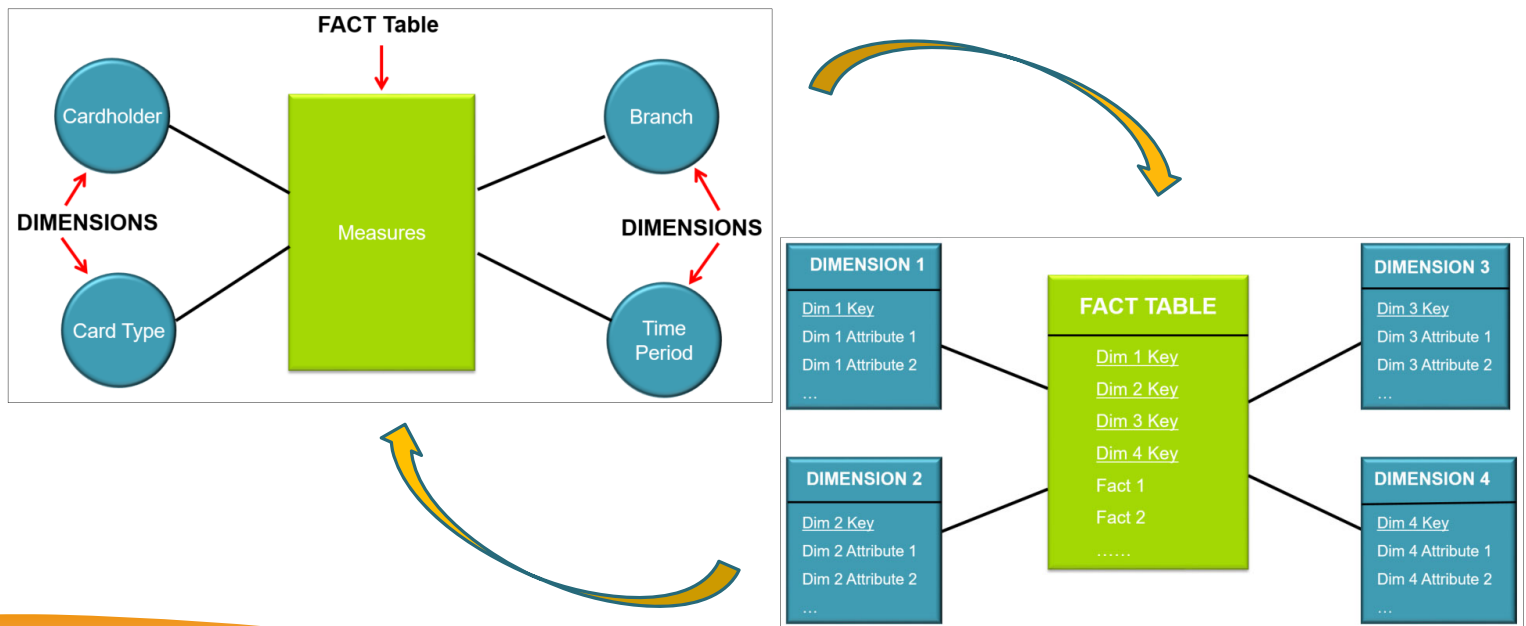 FACT Table
Cardholder
Branch
DIMENSIONS
DIMENSIONS
Measures
Card Type
Time
Period
DIMENSION 1
Dim 1 Key
Dim 1 Attribute 1
Dim 1 Attribute 2
...
DIMENSION 2
Dim 2 Key
Dim 2 Attribute 1
Dim 2 Attribute 2
...
FACT TABLE
Dim 1 Key
Dim 2 Key
Dim 3 Key
Dim 4 Key
Fact 1
Fact 2
......
DIMENSION 3
Dim 3 Key
Dim 3 Attribute 1
Dim 3 Attribute 2
...
DIMENSION 4
Dim 4 Key
Dim 4 Attribute 1
Dim 4 Attribute 2
...